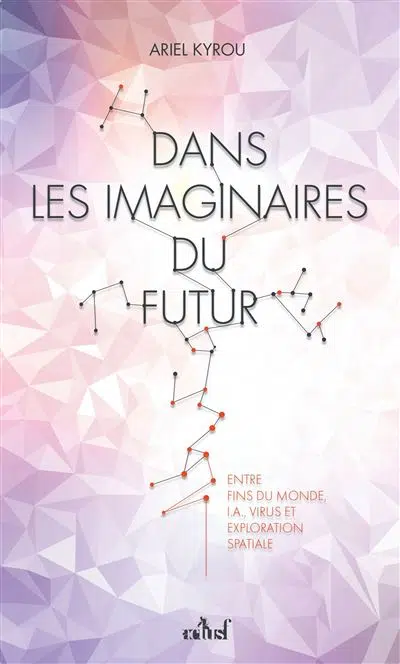 ARIEL KYROU
DANS
LES IMAGINAIRES
DU
FUTUR
ENTRE
FINS DU MONDE,
I.A., VIRUS ET
EXPLORATION
SPATIALE
actusf